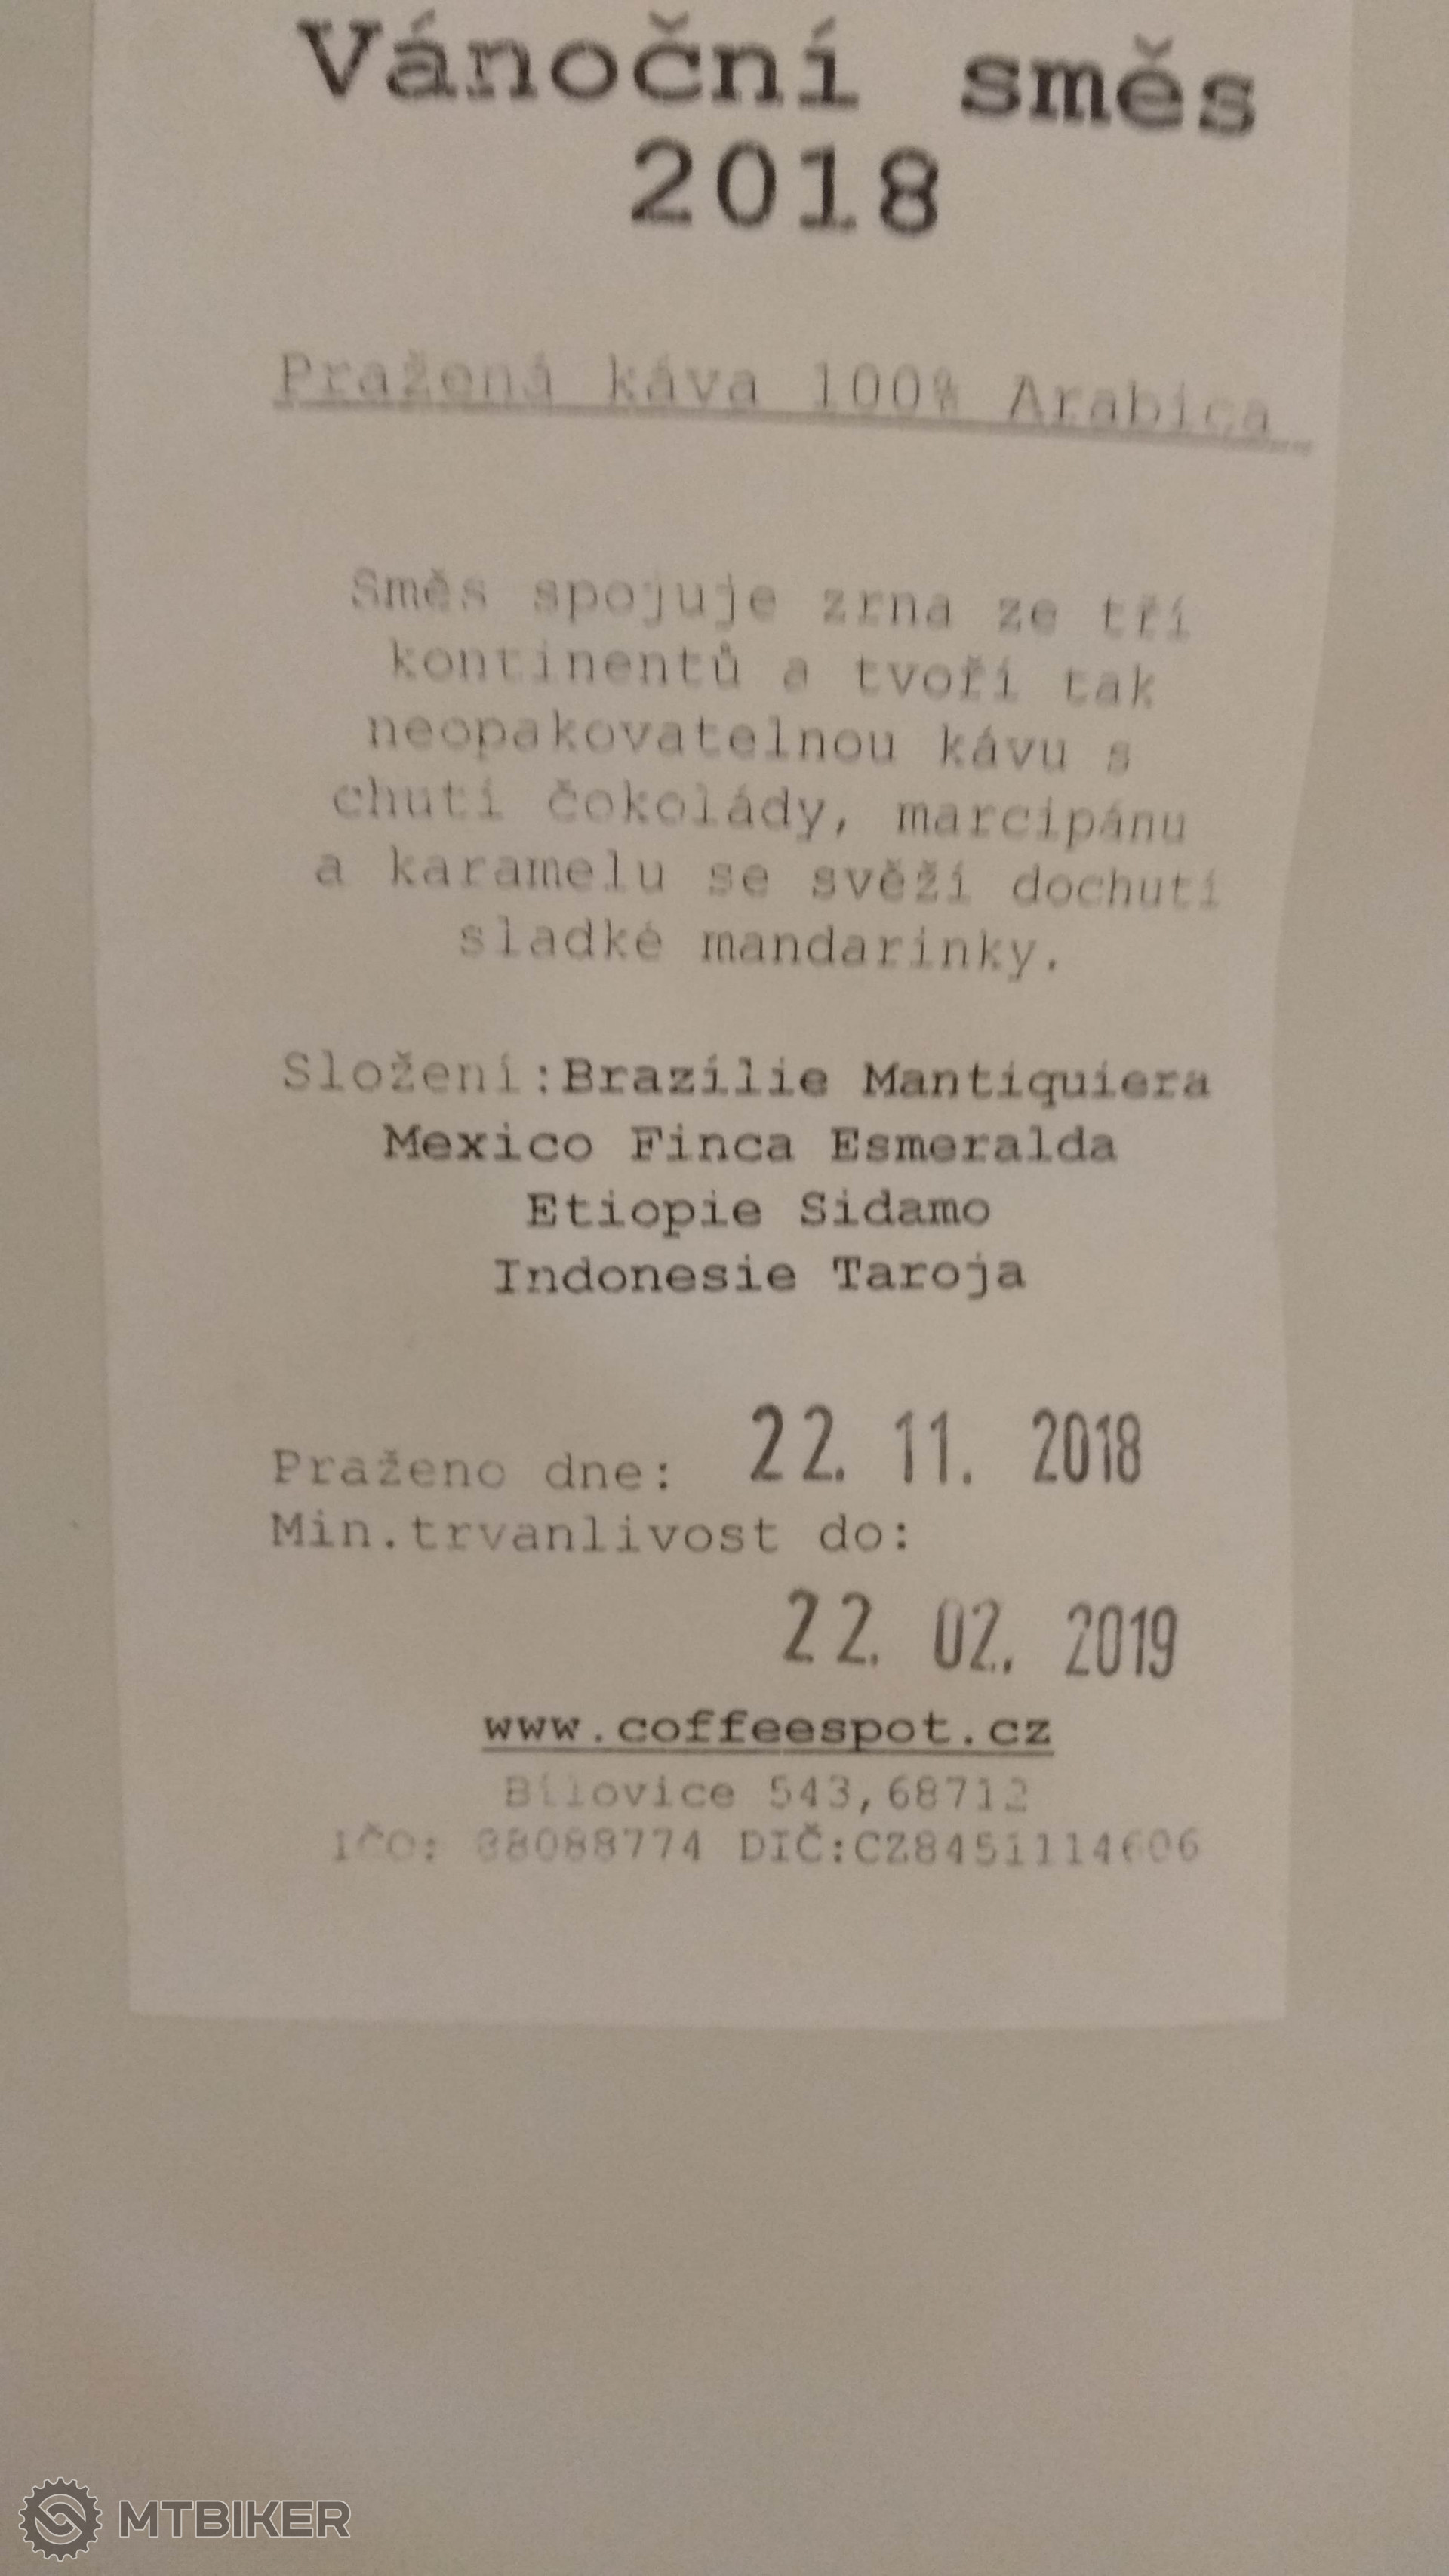 Vánoční směs
2018
Pražená káva 100% Arabica
Směs spojuje zrna ze tří
kontinentů a tvoří tak
neopakovatelnou kávu s
chutí čokolády, marcipánu
a karamelu se svěží dochutí
sladké mandarinky.
Složení:Brazílie Mantiquiera
Mexico Finca Esmeralda
Etiopie Sidamo
Indonesie Taroja
Praženo dne: 22. 11. 2018
Min.trvanlivost do:
22. 02. 2019
www.coffeespot.cz
Bílovice 543,68712
IČO: 88088774 DIČ:CZ8451114606
MTBIKER